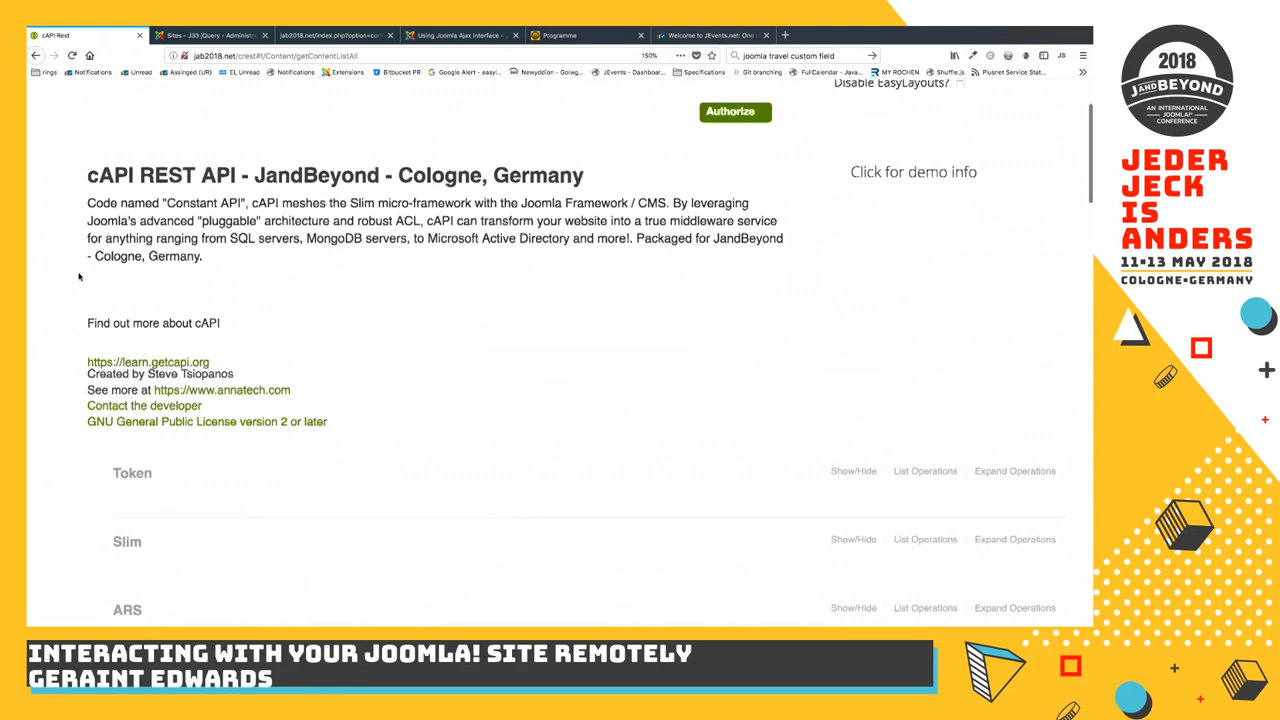 cAPI Rest
Sites - J33 jQuery - Administr
jab2018.net/index.php?option=con
Using Joomla Ajax Interface -
Programme
Welcome to JEvents.net: One
jab2018.net/crest#!/Content/getContentListAll
150%
joomla travel custom field
rings
Notifications
Unread
Assigned (UR)
EL Unread
Notifications
Extensions
Bitbucket PR
Google Alert - easyl...
Newyddion - Golwg...
JEvents - Dashboar...
Specifications
Git branching
FullCalendar - Java...
MY ROCHEN
Shuffle.js
Plusnet Service Stat...
Disable EasyLayouts?
Authorize
cAPI REST API - JandBeyond - Cologne, Germany
Click for demo info
Code named "Constant API", cAPI meshes the Slim micro-framework with the Joomla Framework / CMS. By leveraging
Joomla's advanced "pluggable" architecture and robust ACL, cAPI can transform your website into a true middleware service
for anything ranging from SQL servers, MongoDB servers, to Microsoft Active Directory and more!. Packaged for JandBeyond
- Cologne, Germany.
Find out more about cAPI
https://learn.getcapi.org
Created by Steve Tsiopanos
See more at https://www.annatech.com
Contact the developer
GNU General Public License version 2 or later
Token Show/Hide List Operations Expand Operations
Slim Show/Hide List Operations Expand Operations
ARS Show/Hide List Operations Expand Operations
2018
JANDBEYOND
AN INTERNATIONAL
JOOMLA!®
CONFERENCE
JEDER
JECK
IS
ANDERS
11-13 MAY 2018
COLOGNE•GERMANY
INTERACTING WITH YOUR JOOMLA! SITE REMOTELY
GERAINT EDWARDS